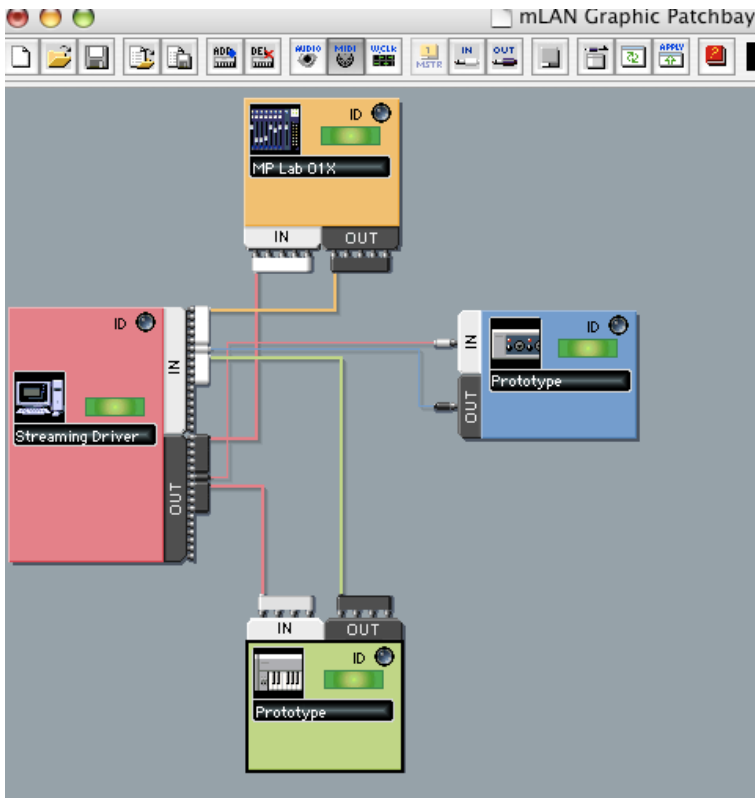 mLAN Graphic Patchbay
ADD DEL AUDIO MIDI W.CLK 1 MSTR IN OUT APPLY ?
ID
MP Lab 01X
IN OUT
ID
IN
Streaming Driver
OUT
ID
IN
Prototype
OUT
IN OUT
ID
Prototype